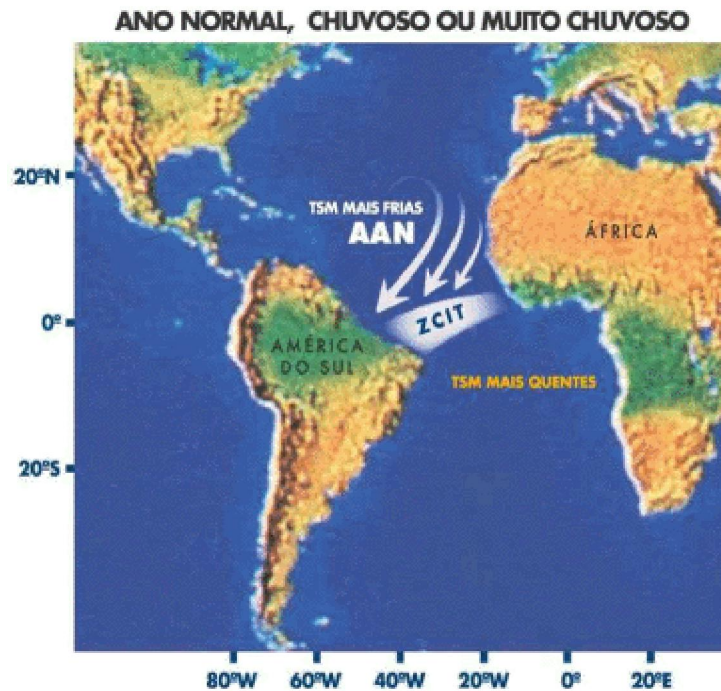 ANO NORMAL, CHUVOSO OU MUITO CHUVOSO
20ºN
TSM MAIS FRIAS
AAN
ÁFRICA
0º
ZCIT
AMÉRICA
DO SUL
TSM MAIS QUENTES
20ºS
80ºW 60ºW 40ºW 20ºW 0º 20ºE